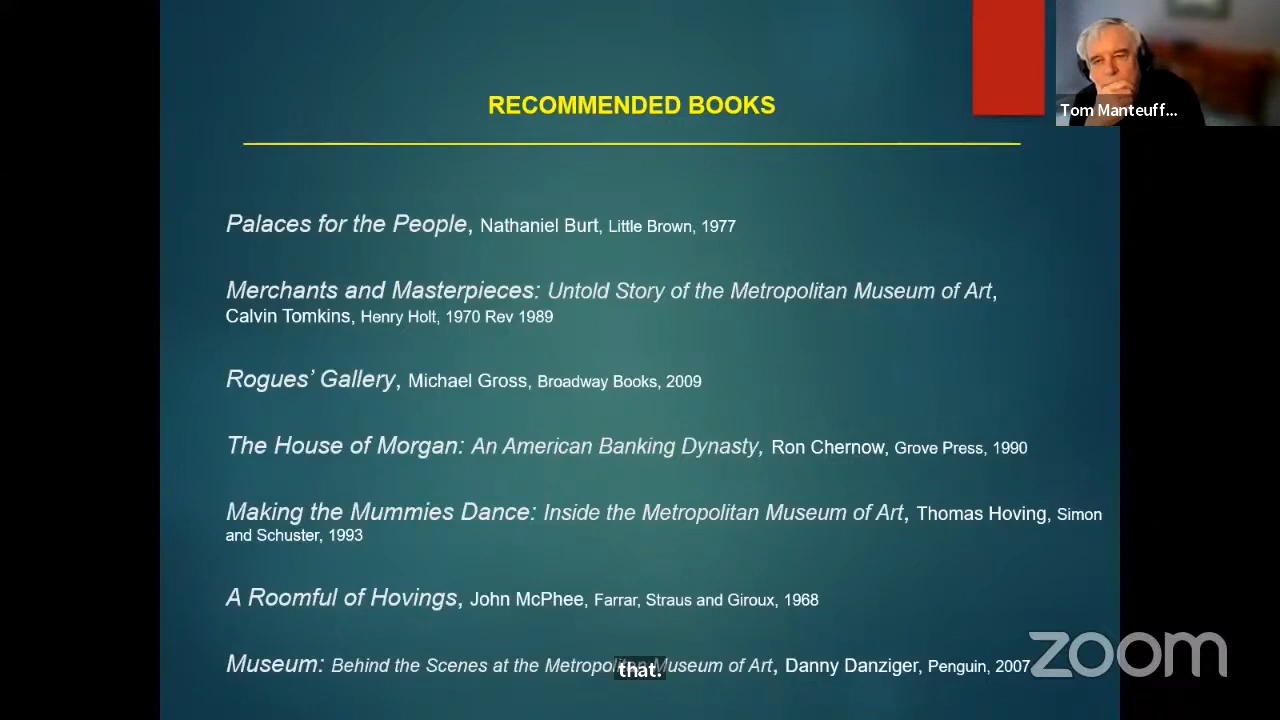 RECOMMENDED BOOKS
Tom Manteuff...
Palaces for the People, Nathaniel Burt, Little Brown, 1977
Merchants and Masterpieces: Untold Story of the Metropolitan Museum of Art,
Calvin Tomkins, Henry Holt, 1970 Rev 1989
Rogues’ Gallery, Michael Gross, Broadway Books, 2009
The House of Morgan: An American Banking Dynasty, Ron Chernow, Grove Press, 1990
Making the Mummies Dance: Inside the Metropolitan Museum of Art, Thomas Hoving, Simon
and Schuster, 1993
A Roomful of Hovings, John McPhee, Farrar, Straus and Giroux, 1968
Museum: Behind the Scenes at the Metropolitan Museum of Art, Danny Danziger, Penguin, 2007
that.
zoom